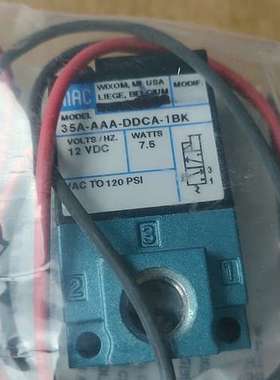 MAC
WIXOM, MI. USA
LIEGE, BELGIUM
MODIF.
MODEL
35A-AAA-DDCA-1BK
VOLTS / HZ.
WATTS
12 VDC
7.5
3
1
VAC TO 120 PSI
2
3
1